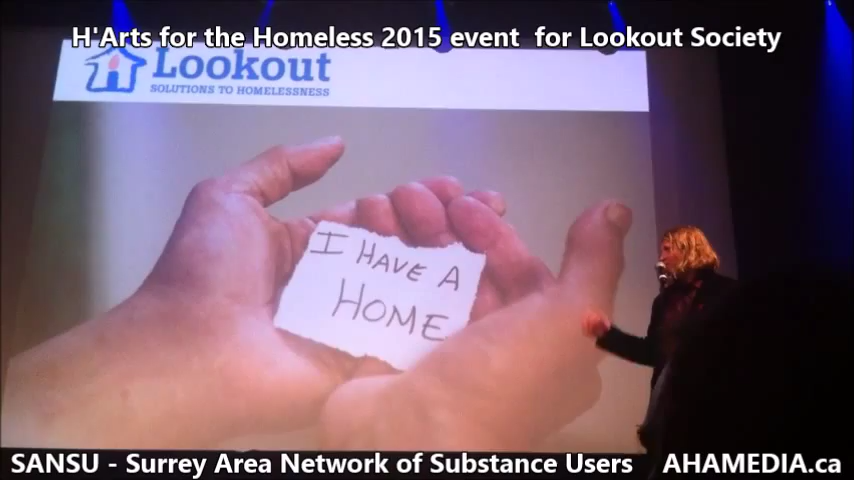 H'Arts for the Homeless 2015 event  for Lookout Society
Lookout
SOLUTIONS TO HOMELESSNESS
I HAVE A
HOME
SANSU - Surrey Area Network of Substance Users    AHAMEDIA.ca